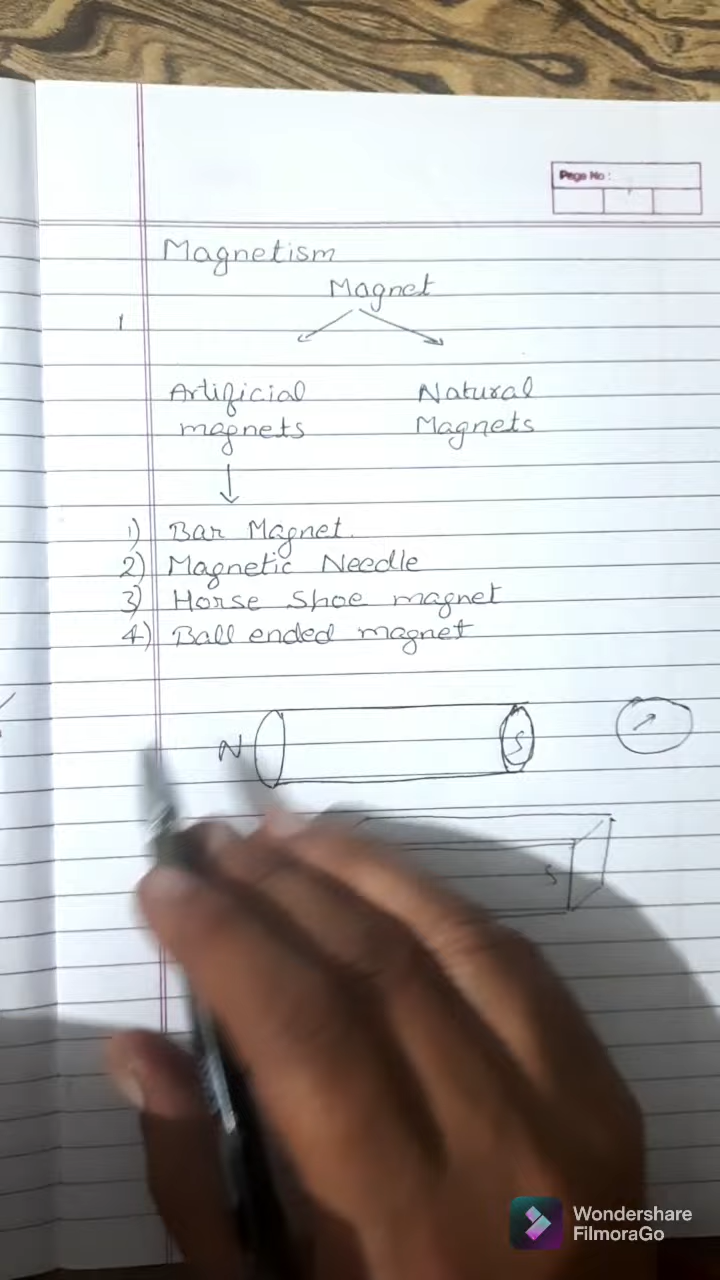 Page No :
Magnetism
Magnet
1
Artificial Natural
magnets Magnets
1) Bar Magnet.
2) Magnetic Needle
3) Horse Shoe magnet
4) Ball ended magnet
N S
S
Wondershare
FilmoraGo